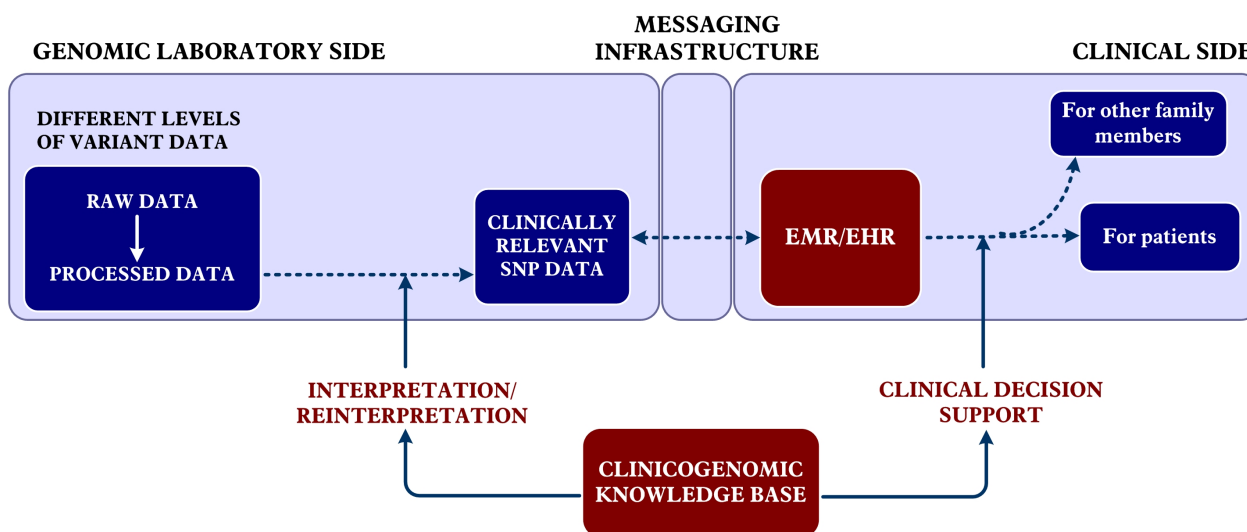 MESSAGING
INFRASTRUCTURE
GENOMIC LABORATORY SIDE
CLINICAL SIDE
DIFFERENT LEVELS
OF VARIANT DATA
RAW DATA
PROCESSED DATA
CLINICALLY
RELEVANT
SNP DATA
EMR/EHR
For other family
members
For patients
INTERPRETATION/
REINTERPRETATION
CLINICAL DECISION
SUPPORT
CLINICOGENOMIC
KNOWLEDGE BASE